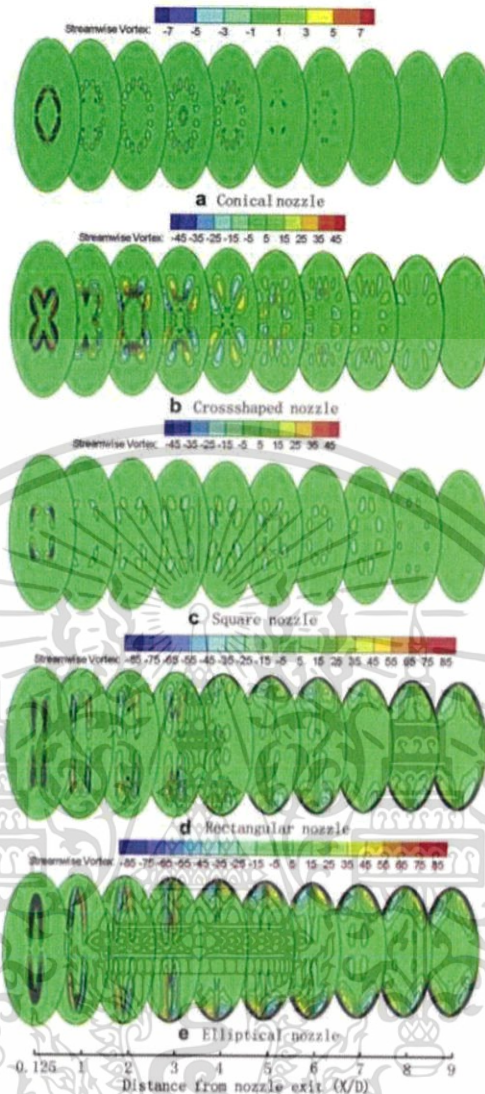 Streamwise Vortex: -7 -5 -3 -1 1 3 5 7
a Conical nozzle
Streamwise Vortex: -45 -35 -25 -15 -5 5 15 25 35 45
b Crossshaped nozzle
Streamwise Vortex: -45 -35 -25 -15 -5 5 15 25 35 45
c Square nozzle
Streamwise Vortex: -85 -75 -65 -55 -45 -35 -25 -15 -5 5 15 25 35 45 55 65 75 85
d Rectangular nozzle
Streamwise Vortex: -85 -75 -65 -55 -45 -35 -25 -15 -5 5 15 25 35 45 55 65 75 85
e Elliptical nozzle
-0.125 1 2 3 4 5 6 7 8 9
Distance from nozzle exit (X/D)